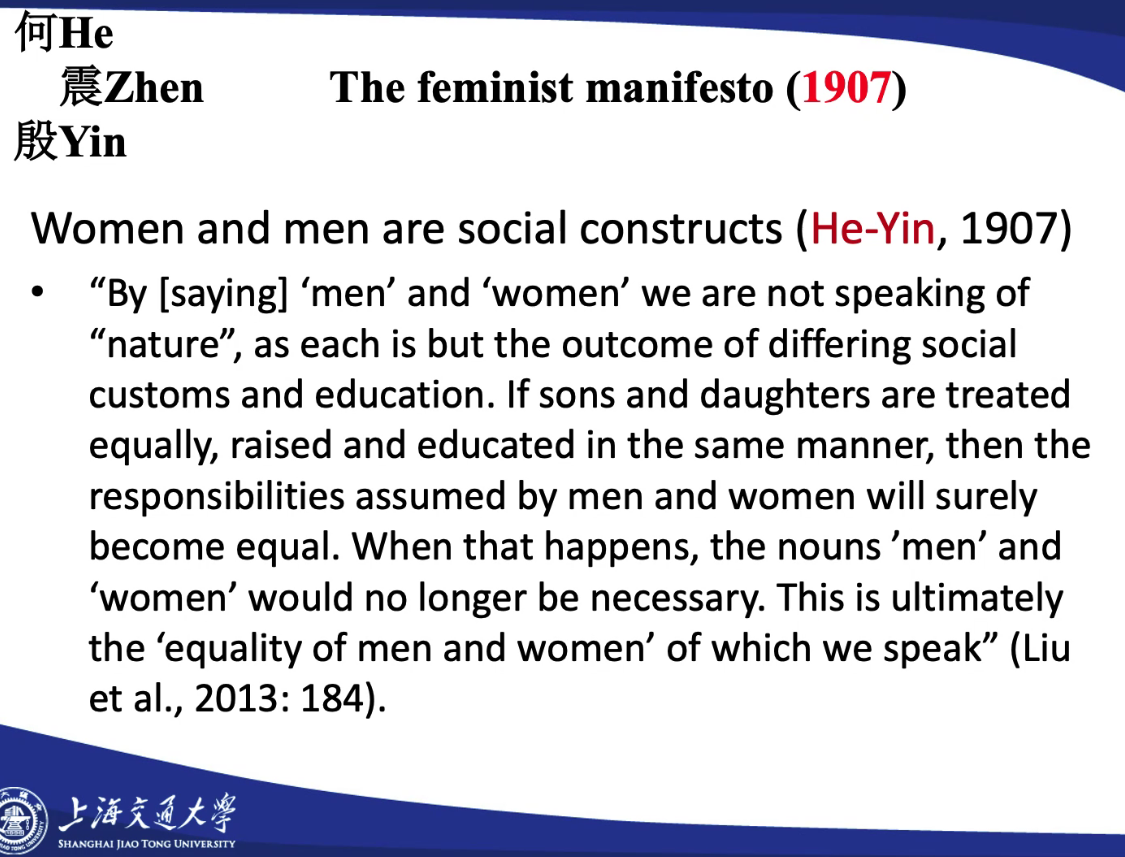 何He
震Zhen
The feminist manifesto (1907)
殷Yin
Women and men are social constructs (He-Yin, 1907)
• “By [saying] ‘men’ and ‘women’ we are not speaking of
“nature”, as each is but the outcome of differing social
customs and education. If sons and daughters are treated
equally, raised and educated in the same manner, then the
responsibilities assumed by men and women will surely
become equal. When that happens, the nouns ’men’ and
‘women’ would no longer be necessary. This is ultimately
the ‘equality of men and women’ of which we speak” (Liu
et al., 2013: 184).
上海交通大學
SHANGHAI JIAO TONG UNIVERSITY